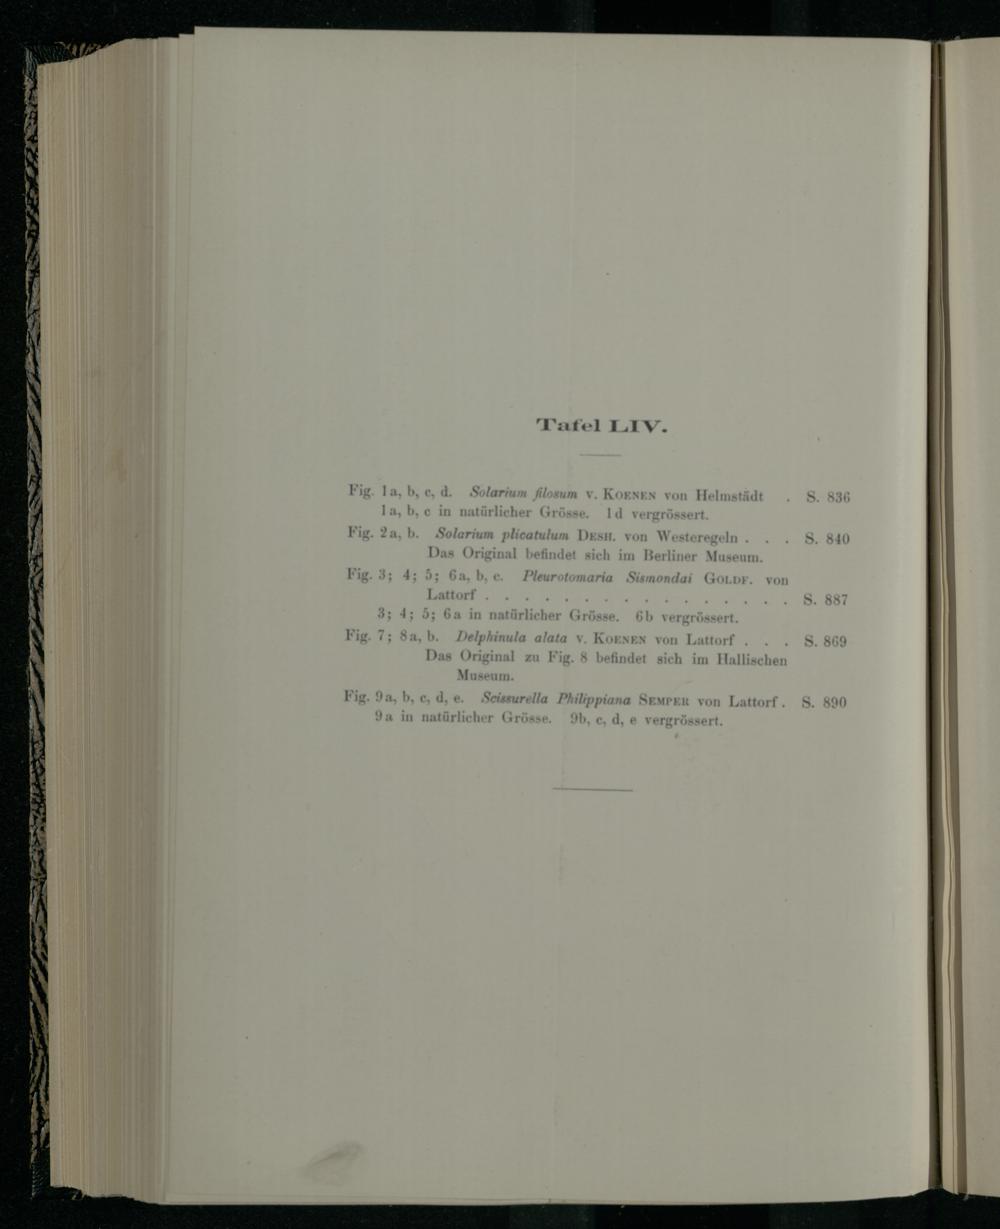 Tafel LIV.
Fig. 1a, b, c, d. Solarium filosum v. Koenen von Helmstädt . S. 836
1a, b, c in natürlicher Grösse. 1d vergrössert.
Fig. 2a, b. Solarium plicatulum Desh. von Westeregeln . . . S. 840
Das Original befindet sich im Berliner Museum.
Fig. 3; 4; 5; 6a, b, c. Pleurotomaria Sismondai Goldf. von
Lattorf . . . . . . . . . . . . . . . . . S. 887
3; 4; 5; 6a in natürlicher Grösse. 6b vergrössert.
Fig. 7; 8a, b. Delphinula alata v. Koenen von Lattorf . . . S. 869
Das Original zu Fig. 8 befindet sich im Hallischen
Museum.
Fig. 9a, b, c, d, e. Scissurella Philippiana Semper von Lattorf . S. 890
9a in natürlicher Grösse. 9b, c, d, e vergrössert.